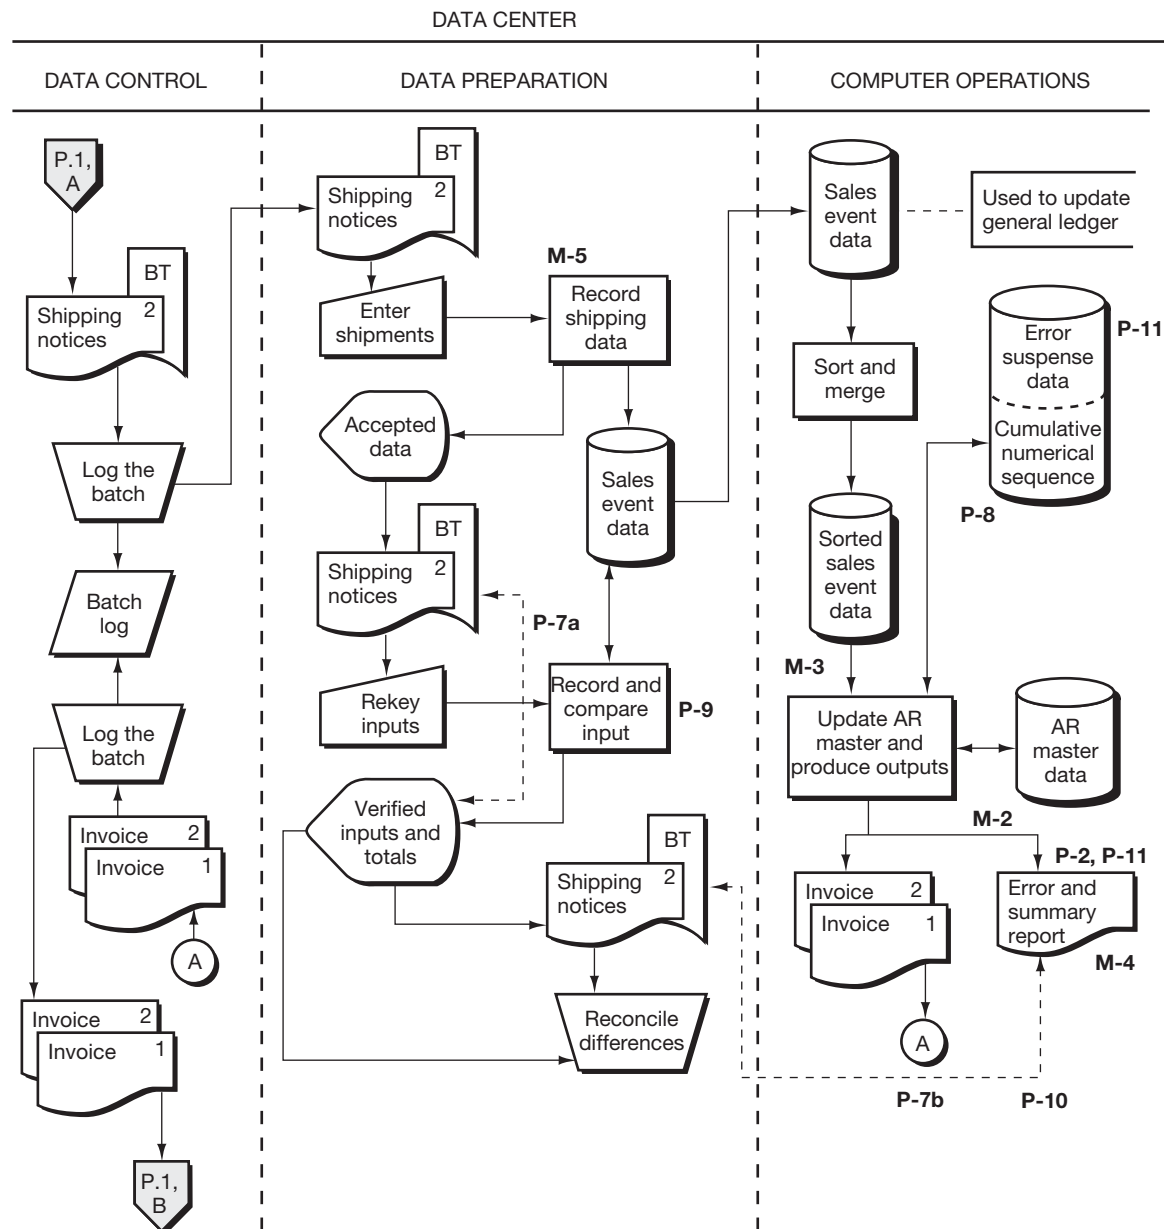 DATA CENTER
DATA CONTROL
DATA PREPARATION
COMPUTER OPERATIONS
P.1,
A
BT
Shipping
notices
2
Log the
batch
Batch
log
Log the
batch
Invoice
2
Invoice
1
A
Invoice
2
Invoice
1
P.1,
B
BT
Shipping
notices
2
Enter
shipments
M-5
Record
shipping
data
Accepted
data
Sales
event
data
BT
Shipping
notices
2
P-7a
Rekey
inputs
Record and
compare
input
P-9
Verified
inputs and
totals
BT
Shipping
notices
2
Reconcile
differences
Sales
event
data
Used to update
general ledger
Error
suspense
data
P-11
Cumulative
numerical
sequence
P-8
Sort and
merge
Sorted
sales
event
data
M-3
Update AR
master and
produce outputs
AR
master
data
M-2
P-2, P-11
Invoice
2
Invoice
1
Error and
summary
report
M-4
A
P-7b
P-10